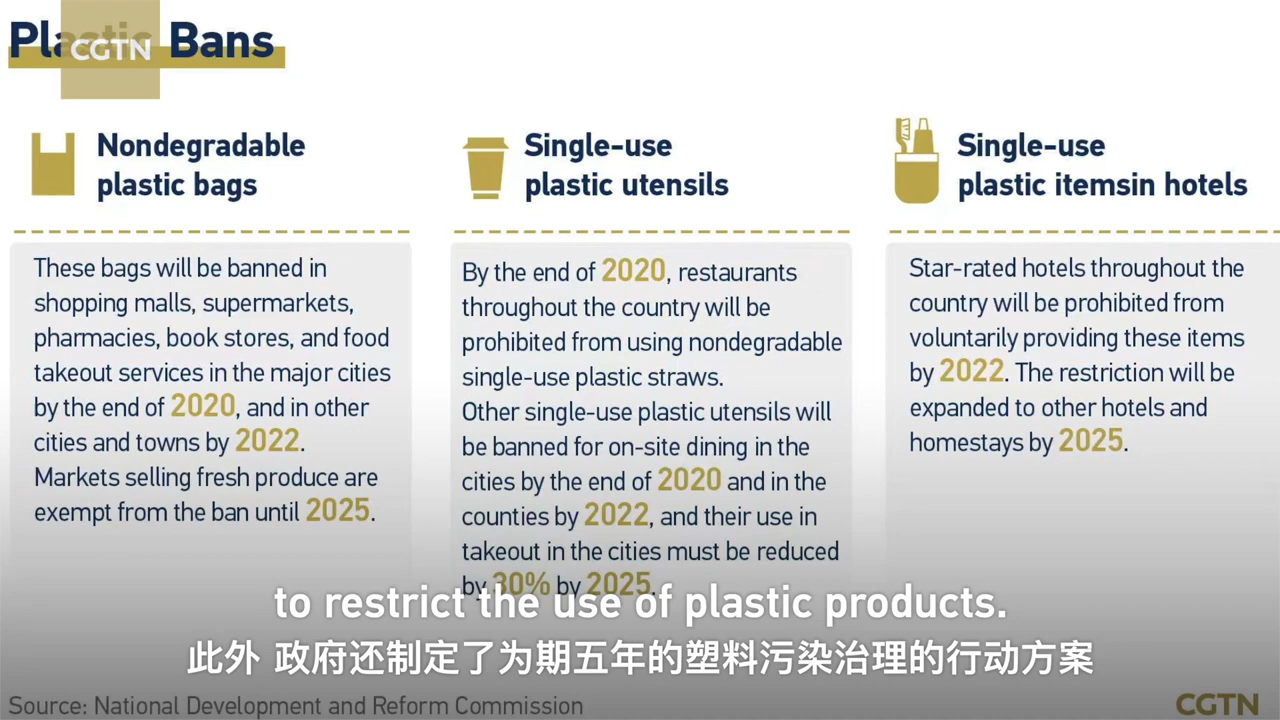 Plastic Bans
CGTN
Nondegradable
plastic bags
These bags will be banned in
shopping malls, supermarkets,
pharmacies, book stores, and food
takeout services in the major cities
by the end of 2020, and in other
cities and towns by 2022.
Markets selling fresh produce are
exempt from the ban until 2025.
Single-use
plastic utensils
By the end of 2020, restaurants
throughout the country will be
prohibited from using nondegradable
single-use plastic straws.
Other single-use plastic utensils will
be banned for on-site dining in the
cities by the end of 2020 and in the
counties by 2022, and their use in
takeout in the cities must be reduced
by 30% by 2025.
Single-use
plastic itemsin hotels
Star-rated hotels throughout the
country will be prohibited from
voluntarily providing these items
by 2022. The restriction will be
expanded to other hotels and
homestays by 2025.
to restrict the use of plastic products.
此外 政府还制定了为期五年的塑料污染治理的行动方案
Source: National Development and Reform Commission
CGTN